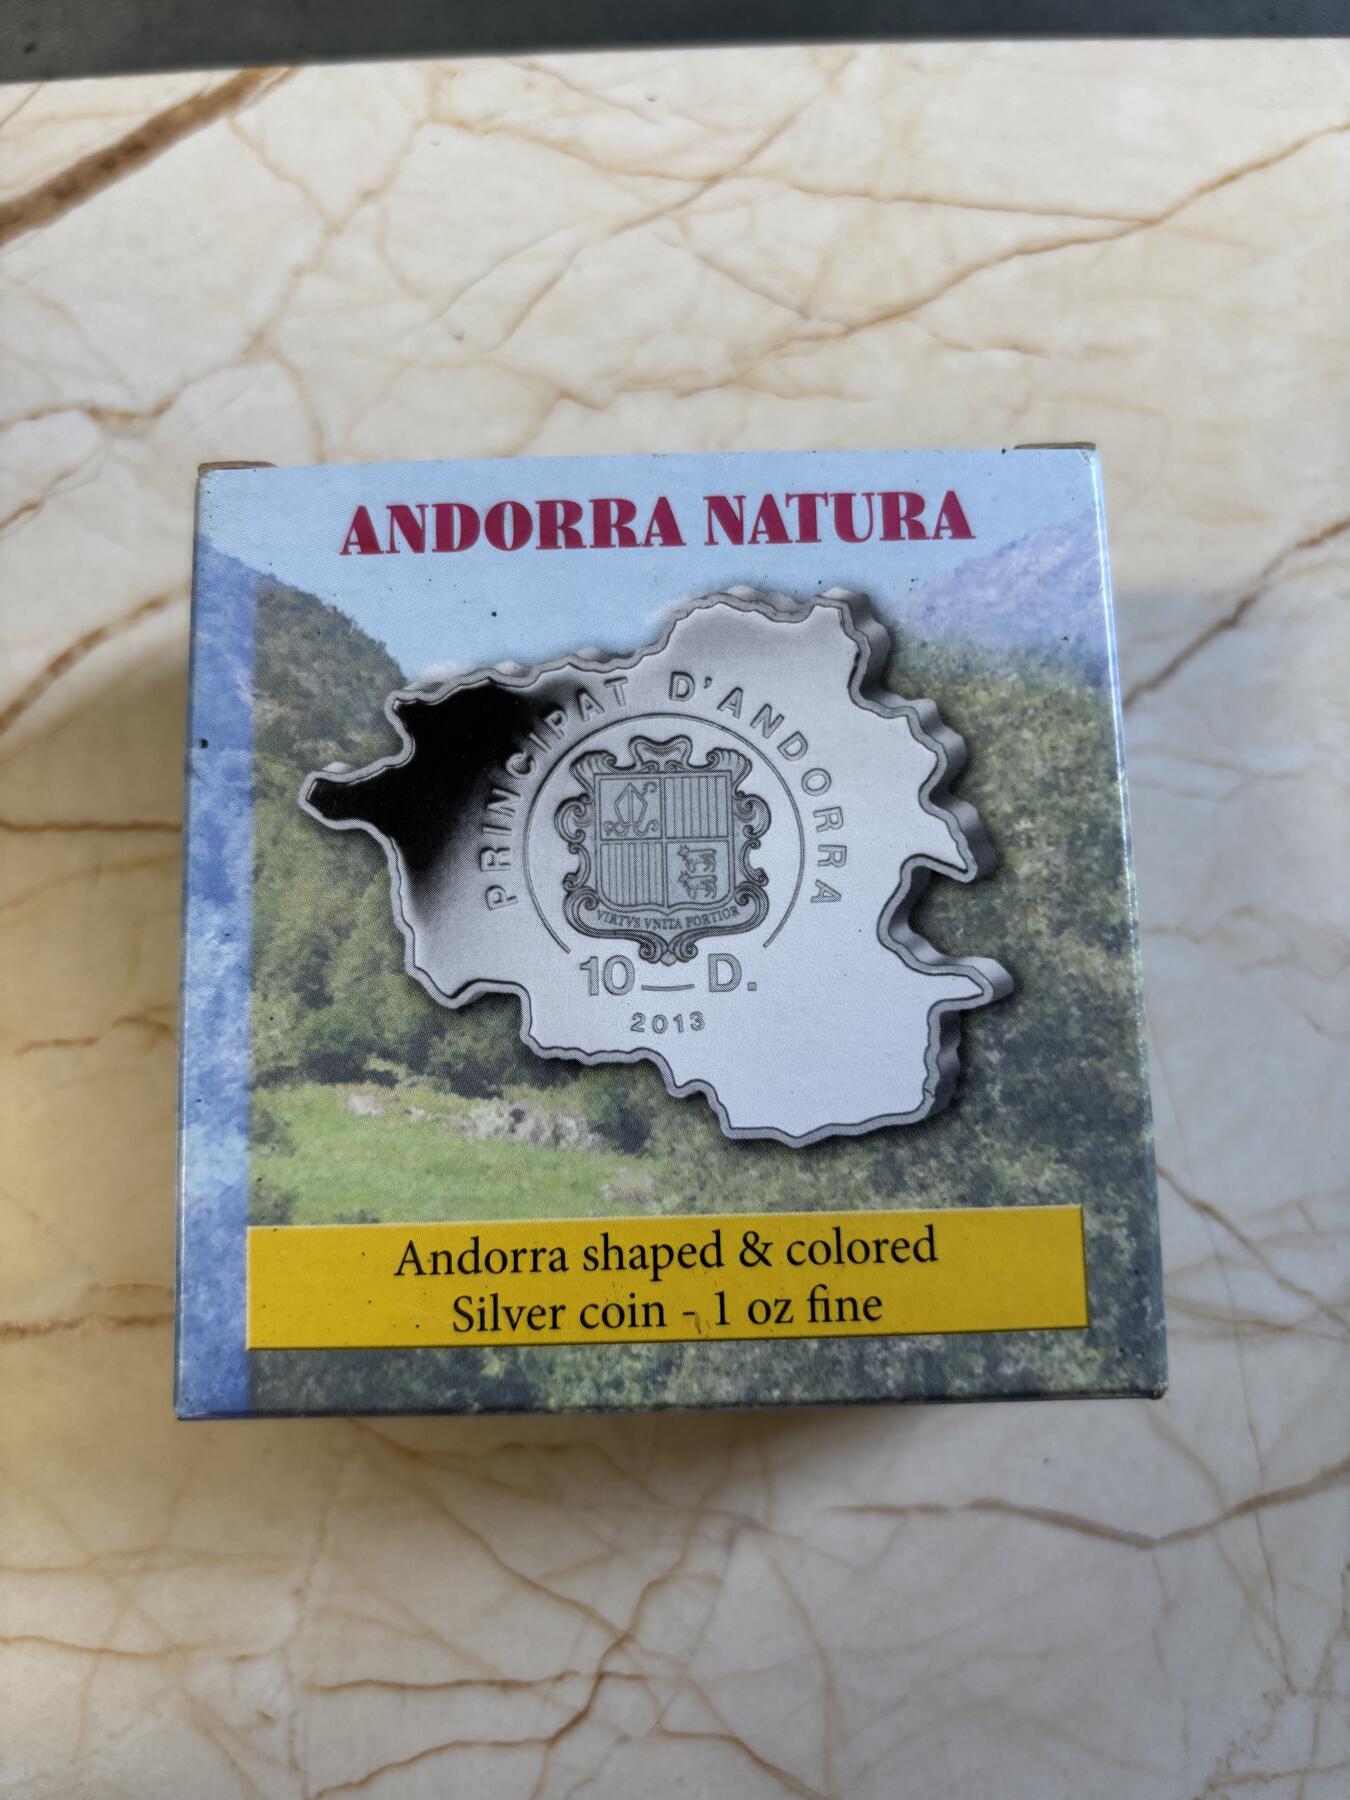 ANDORRA NATURA
PRINCIPAT D'ANDORRA
VIRTVS VNITA FORTIOR
10 D.
2013
Andorra shaped & colored
Silver coin - 1 oz fine